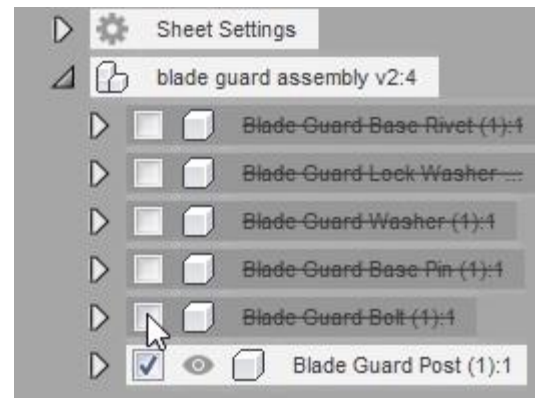 Sheet Settings
blade guard assembly v2:4
Blade Guard Base Rivet (1):1
Blade Guard Lock Washer ...
Blade Guard Washer (1):1
Blade Guard Base Pin (1):1
Blade Guard Bolt (1):1
Blade Guard Post (1):1